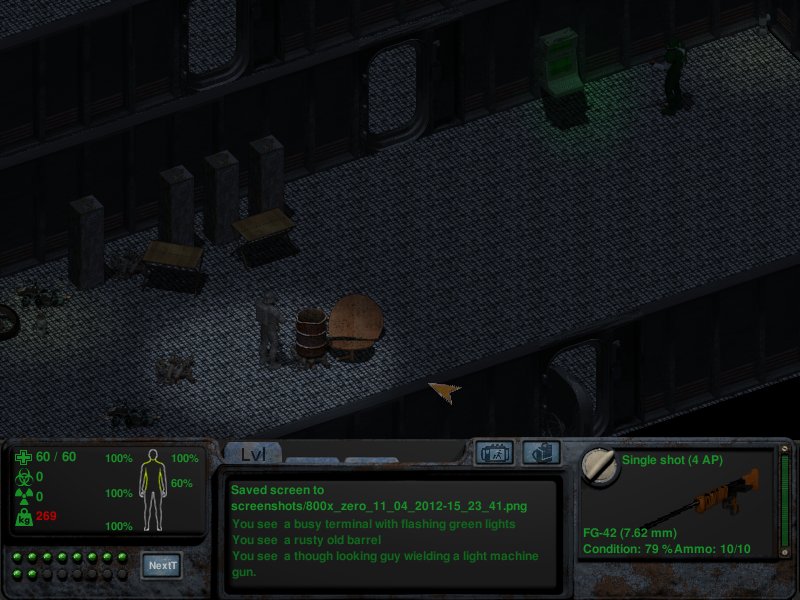 60 / 60
0
0
KG 269
100%
100%
100%
100%
60%
NextT
Lvl
Saved screen to
screenshots/800x_zero_11_04_2012-15_23_41.png
You see a busy terminal with flashing green lights
You see a rusty old barrel
You see a though looking guy wielding a light machine
gun.
Single shot (4 AP)
FG-42 (7.62 mm)
Condition: 79 % Ammo: 10/10